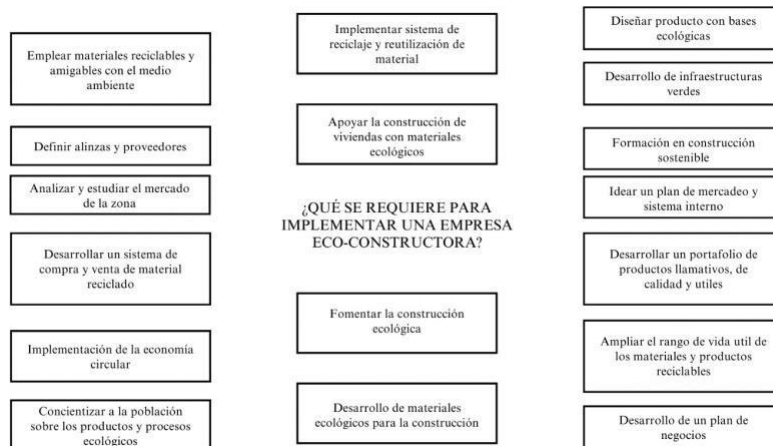 Emplear materiales reciclables y
amigables con el medio
ambiente
Definir alinzas y proveedores
Analizar y estudiar el mercado
de la zona
Desarrollar un sistema de
compra y venta de material
reciclado
Implementación de la economía
circular
Concientizar a la población
sobre los productos y procesos
ecológicos
Implementar sistema de
reciclaje y reutilización de
material
Apoyar la construcción de
viviendas con materiales
ecológicos
¿QUÉ SE REQUIERE PARA
IMPLEMENTAR UNA EMPRESA
ECO-CONSTRUCTORA?
Fomentar la construcción
ecológica
Desarrollo de materiales
ecológicos para la construcción
Diseñar producto con bases
ecológicas
Desarrollo de infraestructuras
verdes
Formación en construcción
sostenible
Idear un plan de mercadeo y
sistema interno
Desarrollar un portafolio de
productos llamativos, de
calidad y utiles
Ampliar el rango de vida util de
los materiales y productos
reciclables
Desarrollo de un plan de
negocios